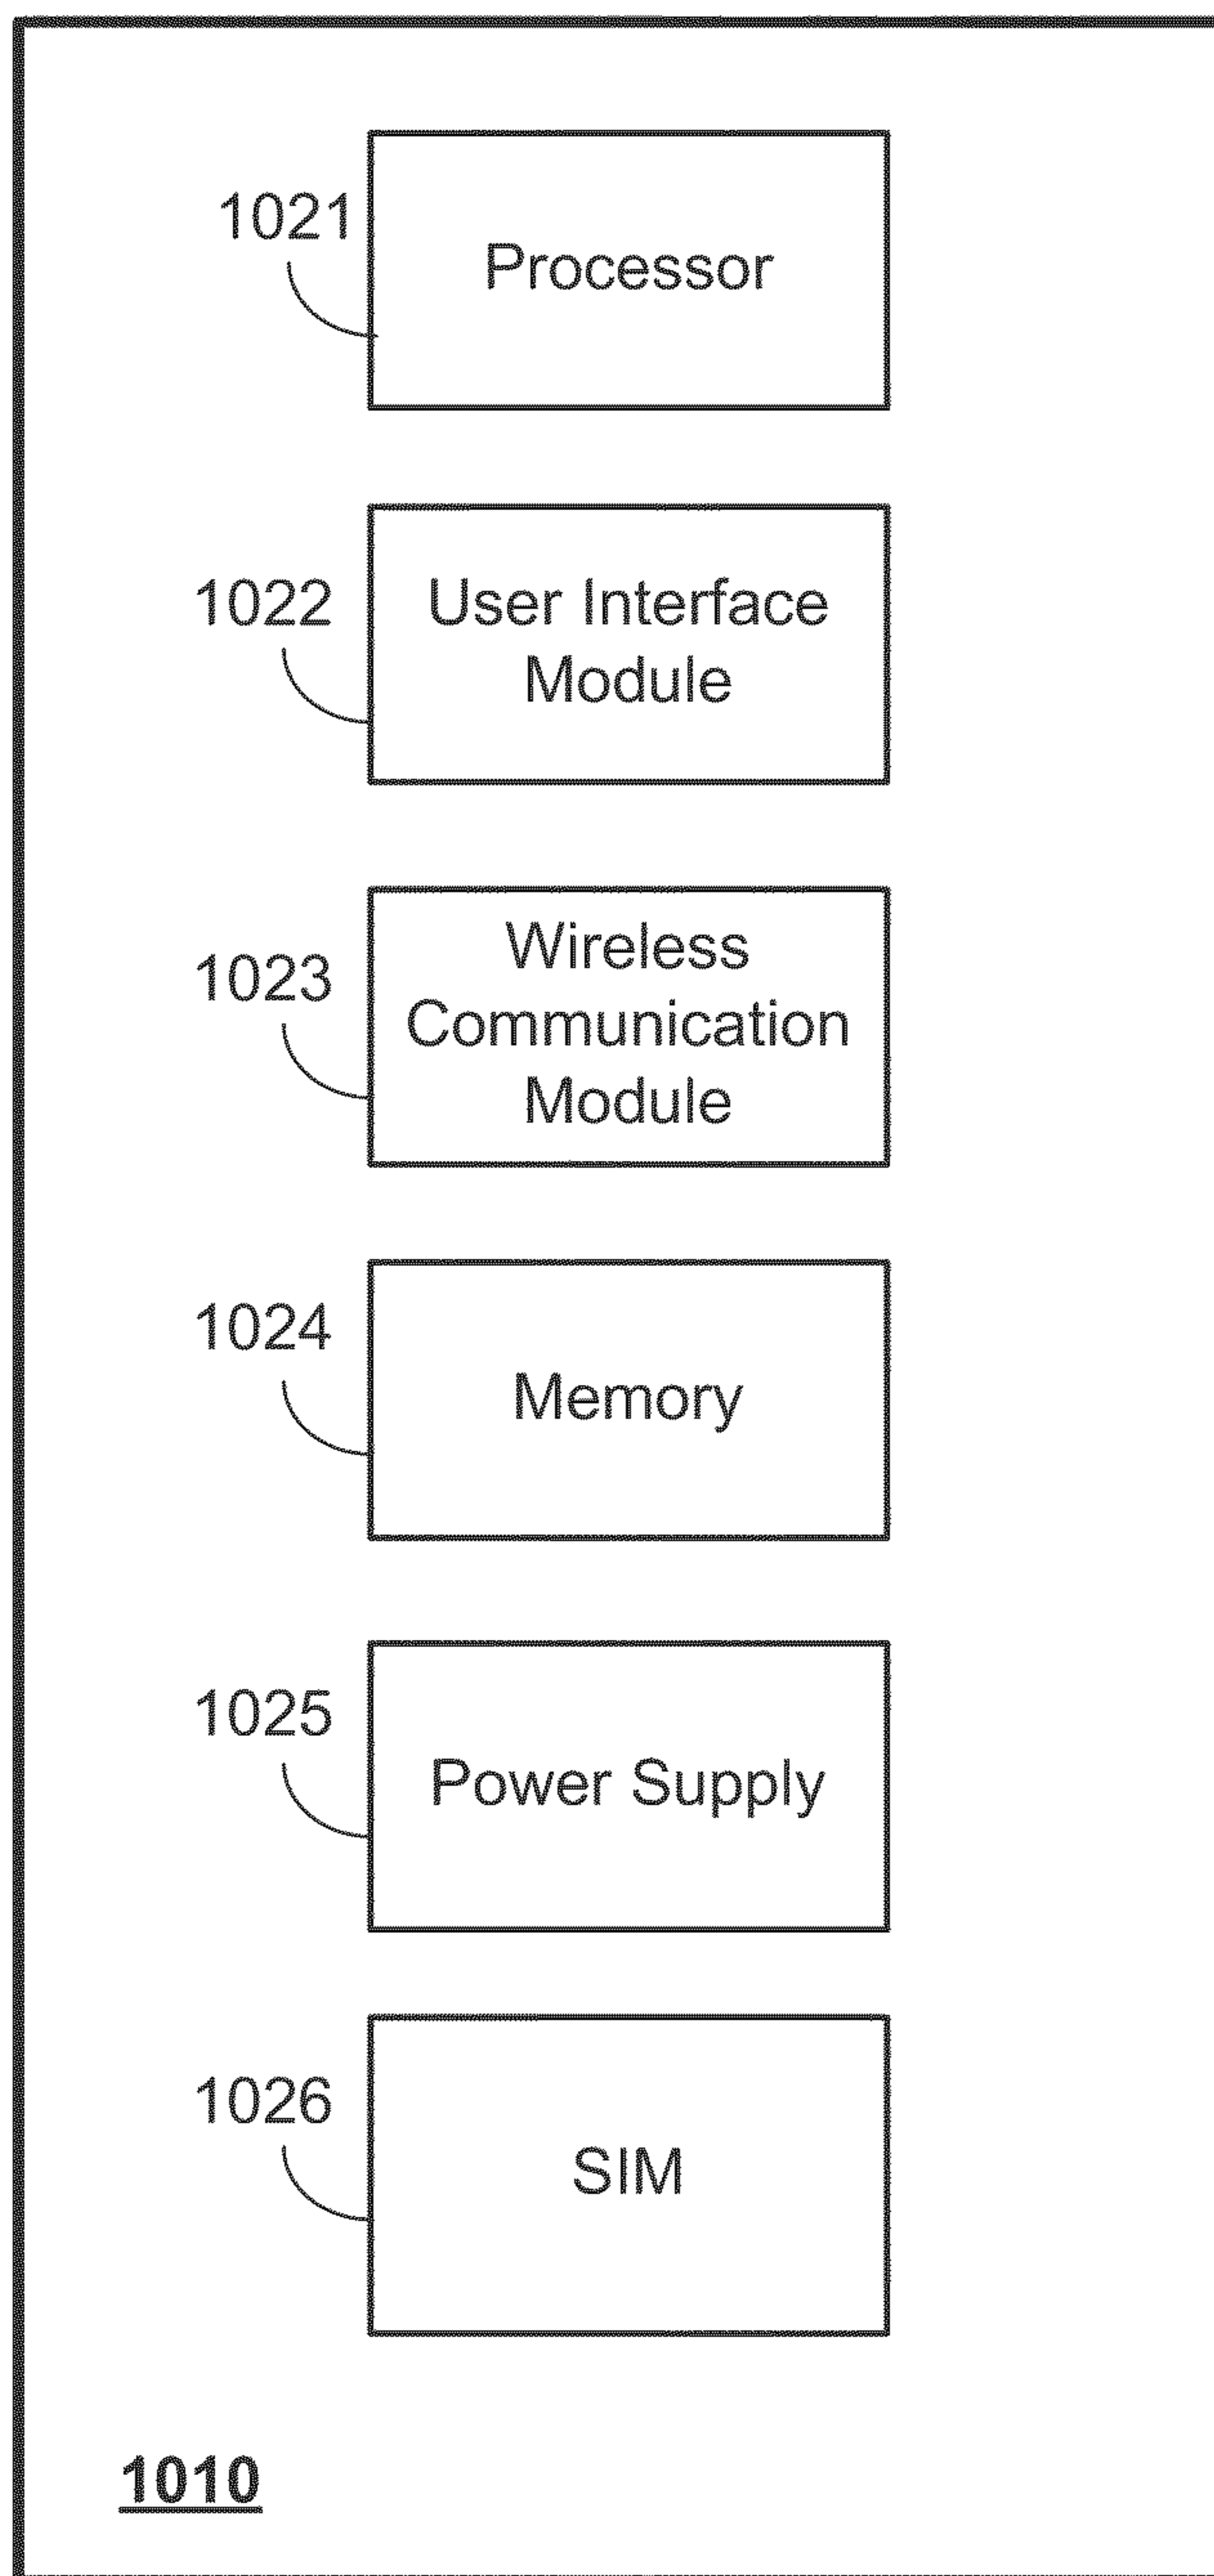 1021
Processor
1022
User Interface
Module
1023
Wireless
Communication
Module
1024
Memory
1025
Power Supply
1026
SIM
1010